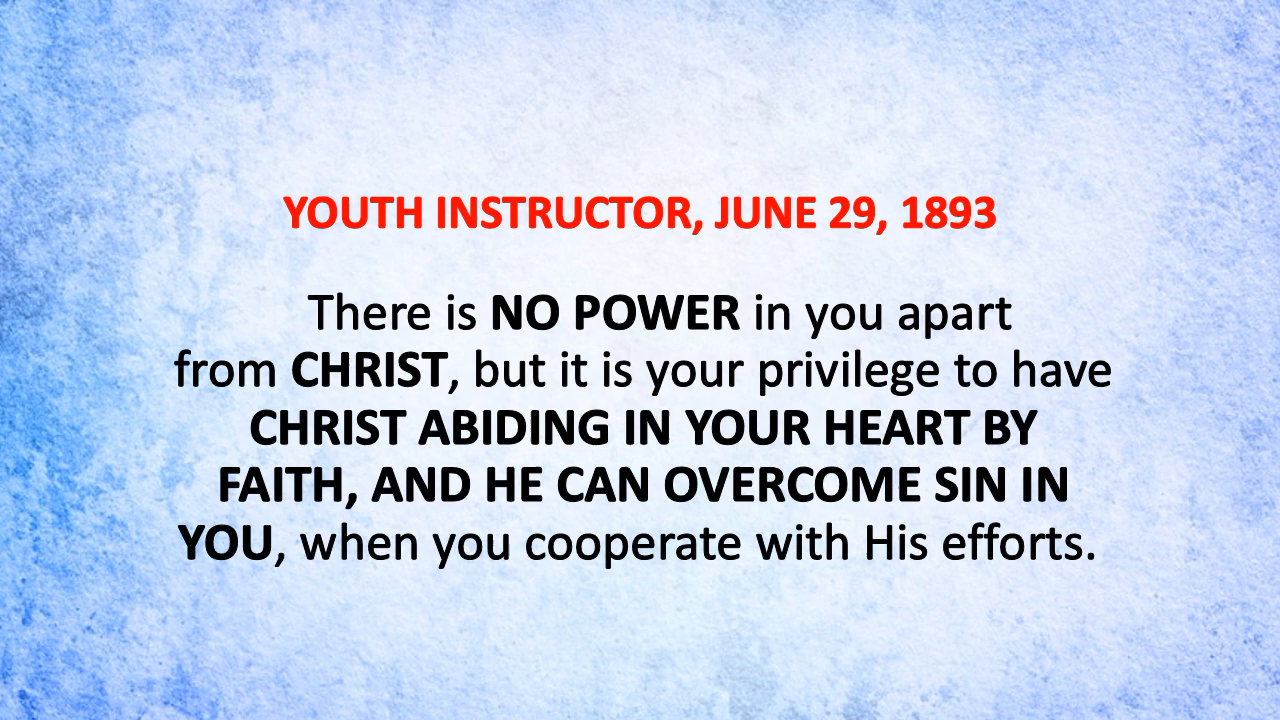 YOUTH INSTRUCTOR, JUNE 29, 1893
There is NO POWER in you apart
from CHRIST, but it is your privilege to have
CHRIST ABIDING IN YOUR HEART BY
FAITH, AND HE CAN OVERCOME SIN IN
YOU, when you cooperate with His efforts.